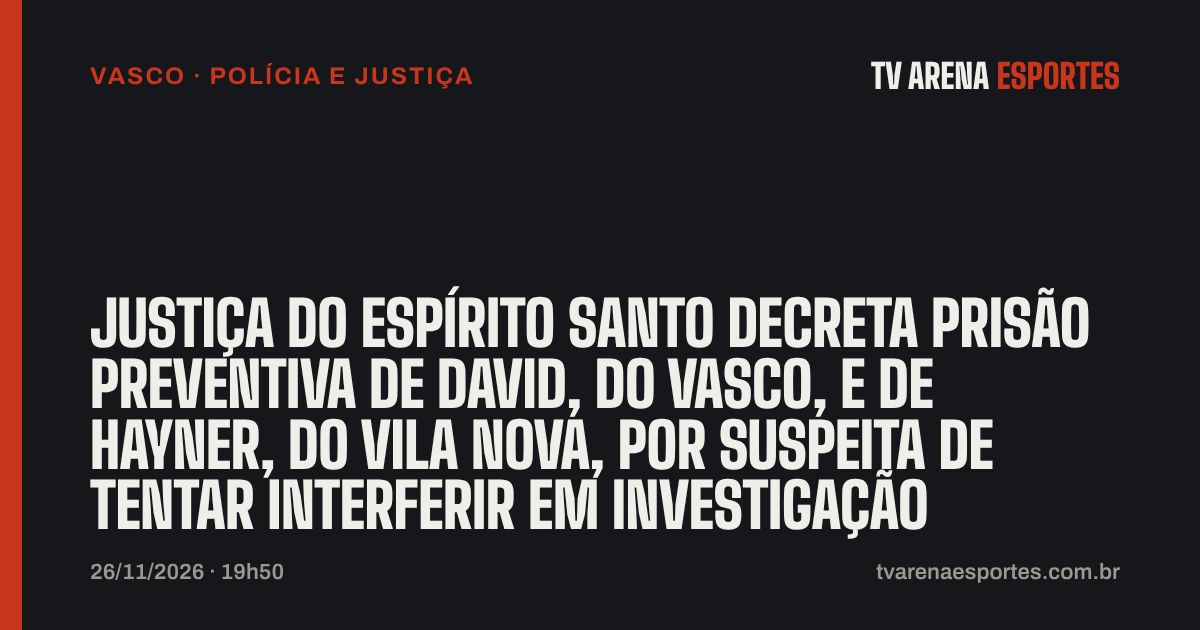 VASCO · POLÍCIA E JUSTIÇA
TV ARENA ESPORTES
JUSTIÇA DO ESPÍRITO SANTO DECRETA PRISÃO
PREVENTIVA DE DAVID, DO VASCO, E DE
HAYNER, DO VILA NOVA, POR SUSPEITA DE
TENTAR INTERFERIR EM INVESTIGAÇÃO
26/11/2026 · 19h50
tvarenaesportes.com.br